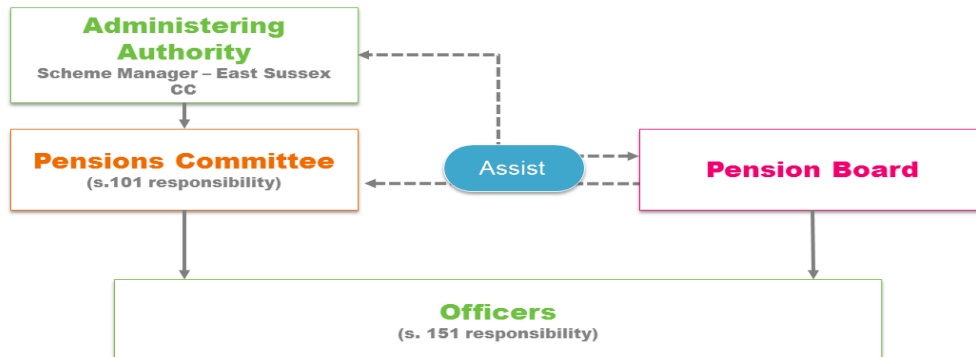 Administering
Authority
Scheme Manager – East Sussex
CC
Pensions Committee
(s.101 responsibility)
Assist
Pension Board
Officers
(s. 151 responsibility)